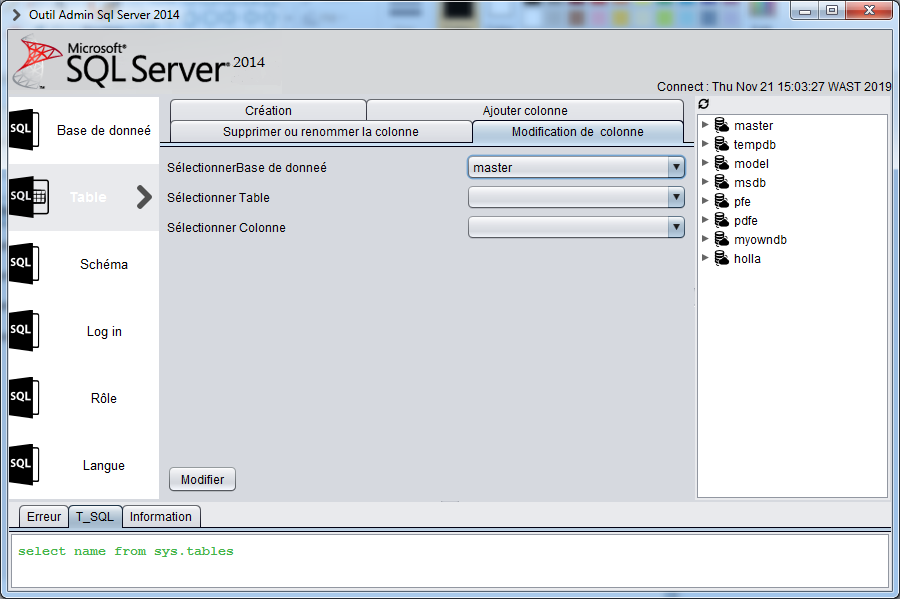 Outil Admin Sql Server 2014
Microsoft®
SQL Server® 2014
Connect : Thu Nov 21 15:03:27 WAST 2019
SQL Base de donneé
SQL Table
SQL Schéma
SQL Log in
SQL Rôle
SQL Langue
Création
Ajouter colonne
Supprimer ou renommer la colonne
Modification de colonne
SélectionnerBase de donneé
master
Sélectionner Table
Sélectionner Colonne
Modifier
master
tempdb
model
msdb
pfe
pdfe
myowndb
holla
Erreur
T_SQL
Information
select name from sys.tables